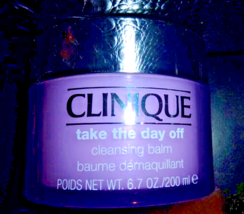 CLINIQUE
take the day off
cleansing balm
baume démaquillant
POIDS NET WT. 6.7 OZ./200 ml e